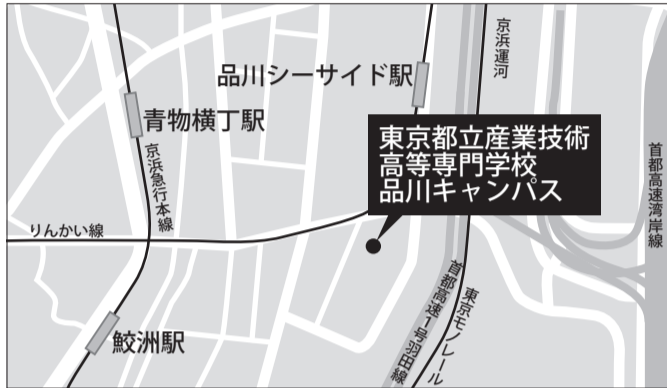 品川シーサイド駅
京浜運河
青物横丁駅
京浜急行本線
東京都立産業技術
高等専門学校
品川キャンパス
首都高速湾岸線
りんかい線
鮫洲駅
首都高速1号羽田線
東京モノレール